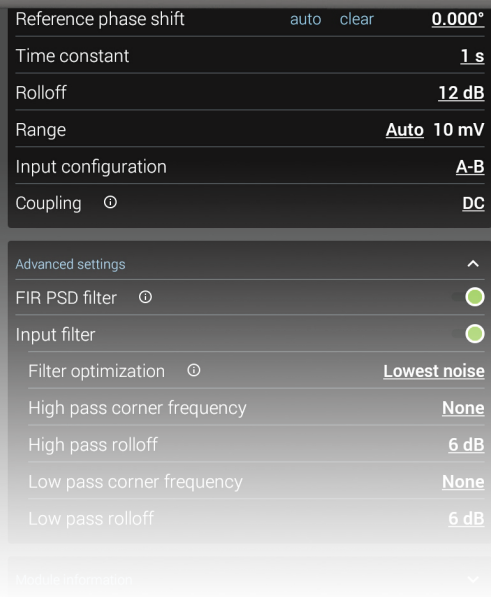 Reference phase shift auto clear 0.000°
Time constant 1 s
Rolloff 12 dB
Range Auto 10 mV
Input configuration A-B
Coupling DC
Advanced settings
FIR PSD filter
Input filter
Filter optimization Lowest noise
High pass corner frequency None
High pass rolloff 6 dB
Low pass corner frequency None
Low pass rolloff 6 dB
Module information